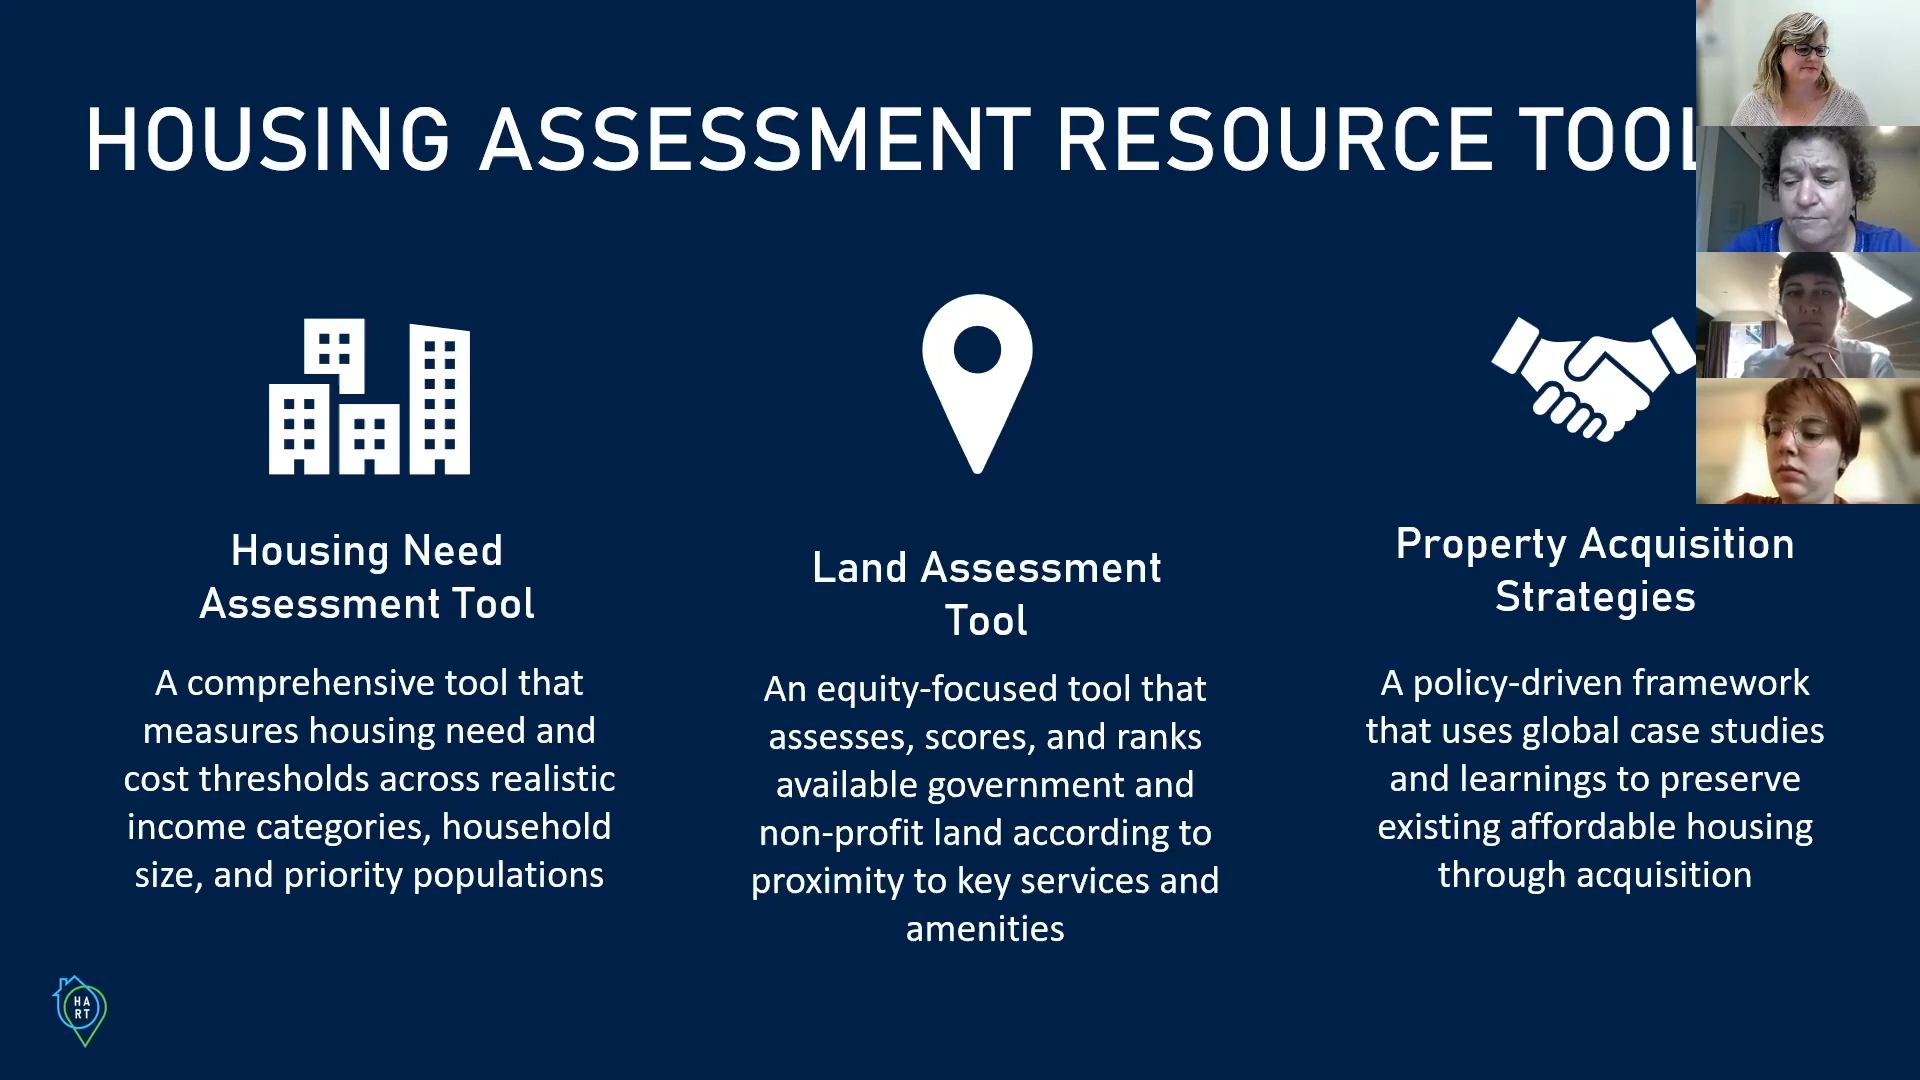 HOUSING ASSESSMENT RESOURCE TOOL
Housing Need
Assessment Tool
A comprehensive tool that
measures housing need and
cost thresholds across realistic
income categories, household
size, and priority populations
Land Assessment
Tool
An equity-focused tool that
assesses, scores, and ranks
available government and
non-profit land according to
proximity to key services and
amenities
Property Acquisition
Strategies
A policy-driven framework
that uses global case studies
and learnings to preserve
existing affordable housing
through acquisition
HA
RT